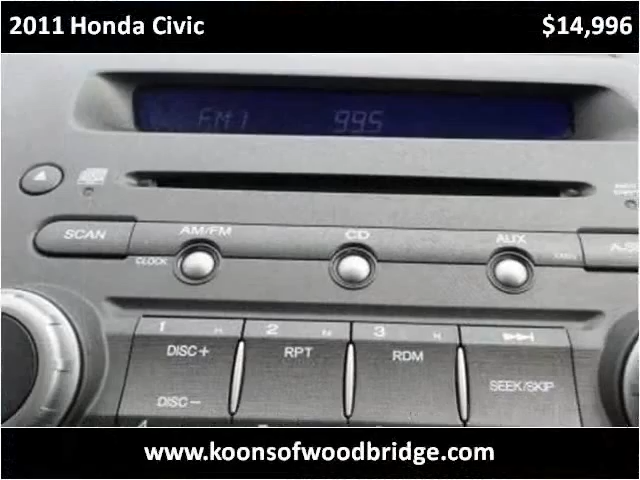 2011 Honda Civic $14,996
FM1 99.5
SCAN AM/FM CD AUX A.S
CLOCK
1 2 3
DISC+ RPT RDM
SEEK/SKIP
DISC-
4
www.koonsofwoodbridge.com